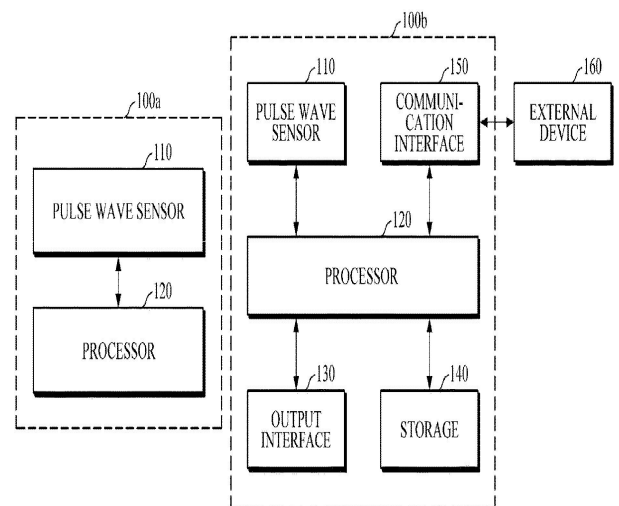 100a
110
PULSE WAVE SENSOR
120
PROCESSOR
100b
110
PULSE WAVE
SENSOR
150
COMMUNI-
CATION
INTERFACE
160
EXTERNAL
DEVICE
120
PROCESSOR
130
OUTPUT
INTERFACE
140
STORAGE